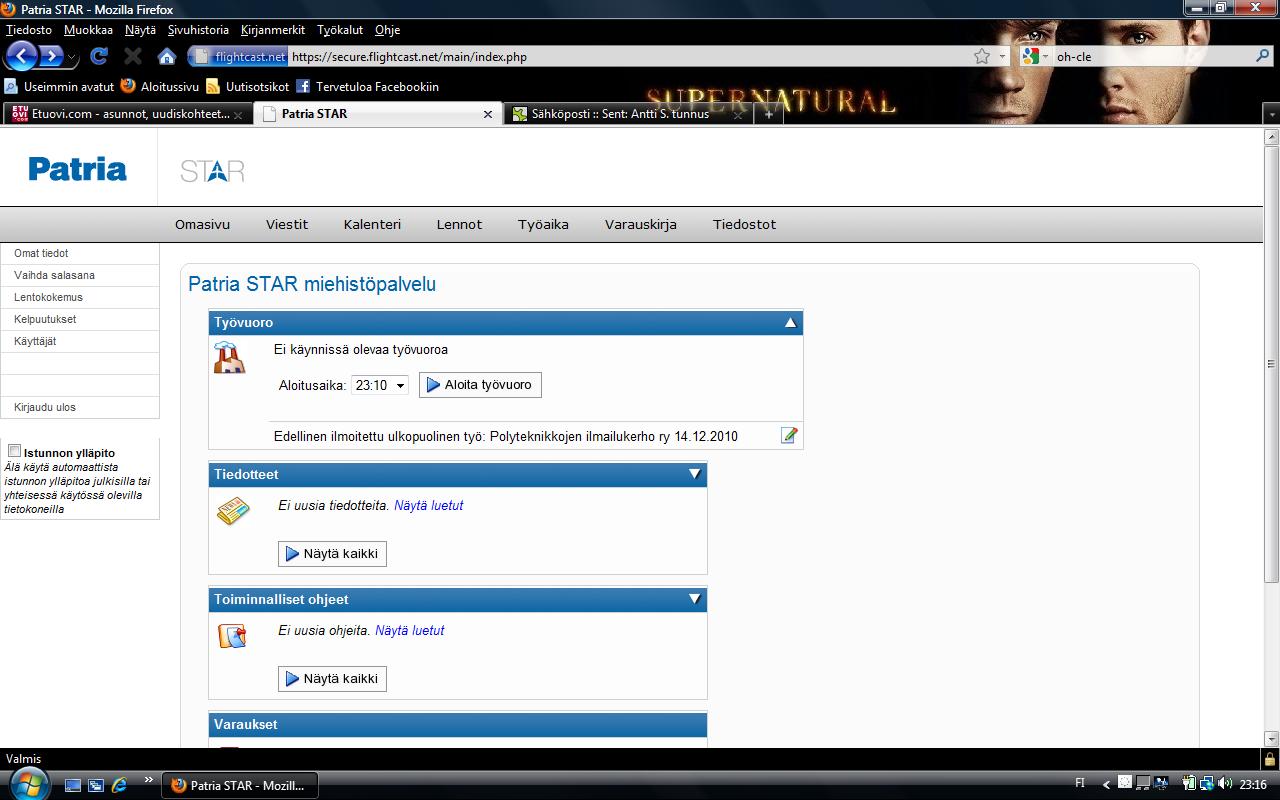 Patria STAR - Mozilla Firefox
Tiedosto Muokkaa Näytä Sivuhistoria Kirjanmerkit Työkalut Ohje
flightcast.net https://secure.flightcast.net/main/index.php oh-cle
Useimmin avatut Aloitussivu Uutisotsikot Tervetuloa Facebookiin
SUPERNATURAL
ETUOVI.COM Etuovi.com - asunnot, uudiskohteet... Patria STAR Sähköposti :: Sent: Antti S. tunnus
Patria STAR
Omasivu Viestit Kalenteri Lennot Työaika Varauskirja Tiedostot
Omat tiedot
Vaihda salasana
Lentokokemus
Kelpuutukset
Käyttäjät
Kirjaudu ulos
Istunnon ylläpito
Älä käytä automaattista
istunnon ylläpitoa julkisilla tai
yhteisessä käytössä olevilla
tietokoneilla
Patria STAR miehistöpalvelu
Työvuoro
Ei käynnissä olevaa työvuoroa
Aloitusaika: 23:10 Aloita työvuoro
Edellinen ilmoitettu ulkopuolinen työ: Polyteknikkojen ilmailukerho ry 14.12.2010
Tiedotteet
Ei uusia tiedotteita. Näytä luetut
Näytä kaikki
Toiminnalliset ohjeet
Ei uusia ohjeita. Näytä luetut
Näytä kaikki
Varaukset
Valmis
Patria STAR - Mozill... FI 23:16